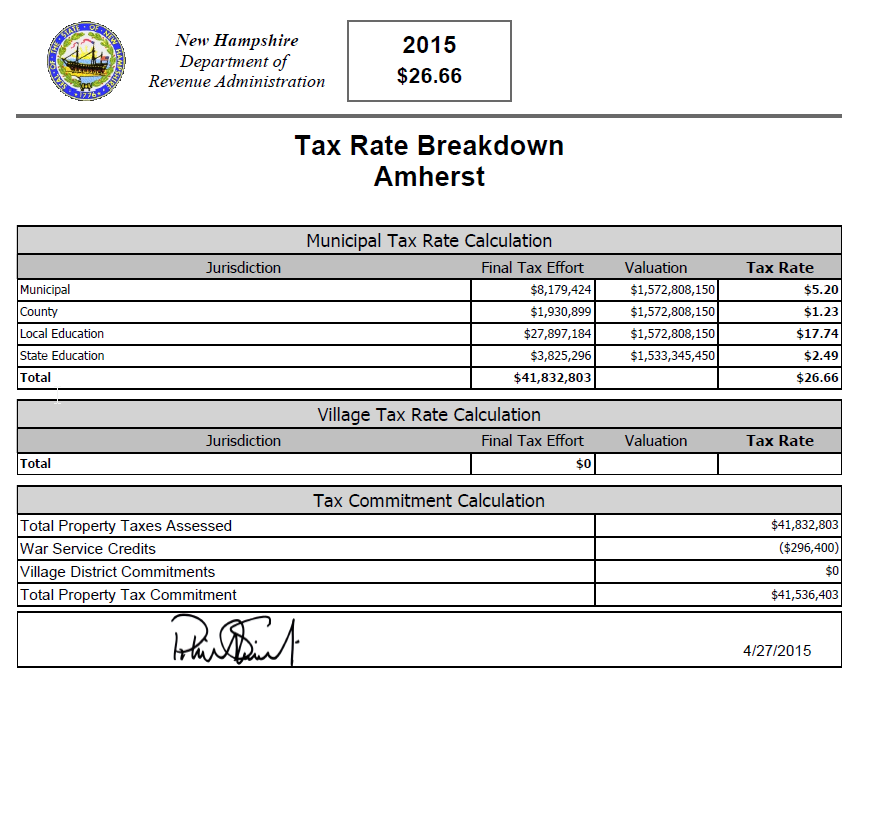 New Hampshire
Department of
Revenue Administration
2015
$26.66
Tax Rate Breakdown
Amherst
Municipal Tax Rate Calculation
Jurisdiction Final Tax Effort Valuation Tax Rate
Municipal $8,179,424 $1,572,808,150 $5.20
County $1,930,899 $1,572,808,150 $1.23
Local Education $27,897,184 $1,572,808,150 $17.74
State Education $3,825,296 $1,533,345,450 $2.49
Total $41,832,803 $26.66
Village Tax Rate Calculation
Jurisdiction Final Tax Effort Valuation Tax Rate
Total $0
Tax Commitment Calculation
Total Property Taxes Assessed $41,832,803
War Service Credits ($296,400)
Village District Commitments $0
Total Property Tax Commitment $41,536,403
4/27/2015